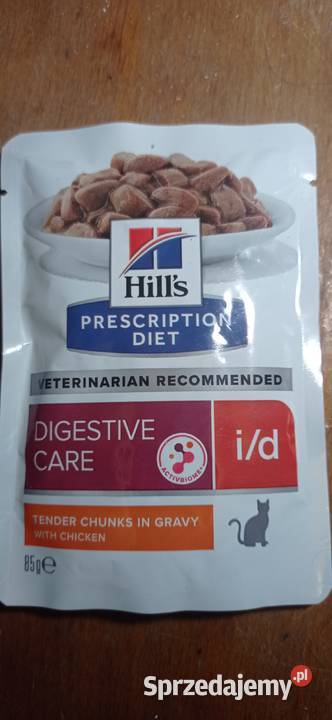 Hill's
PRESCRIPTION
DIET
VETERINARIAN RECOMMENDED
DIGESTIVE
CARE
ACTIVBIOME+
i/d
TENDER CHUNKS IN GRAVY
WITH CHICKEN
85g℮
Sprzedajemy.pl